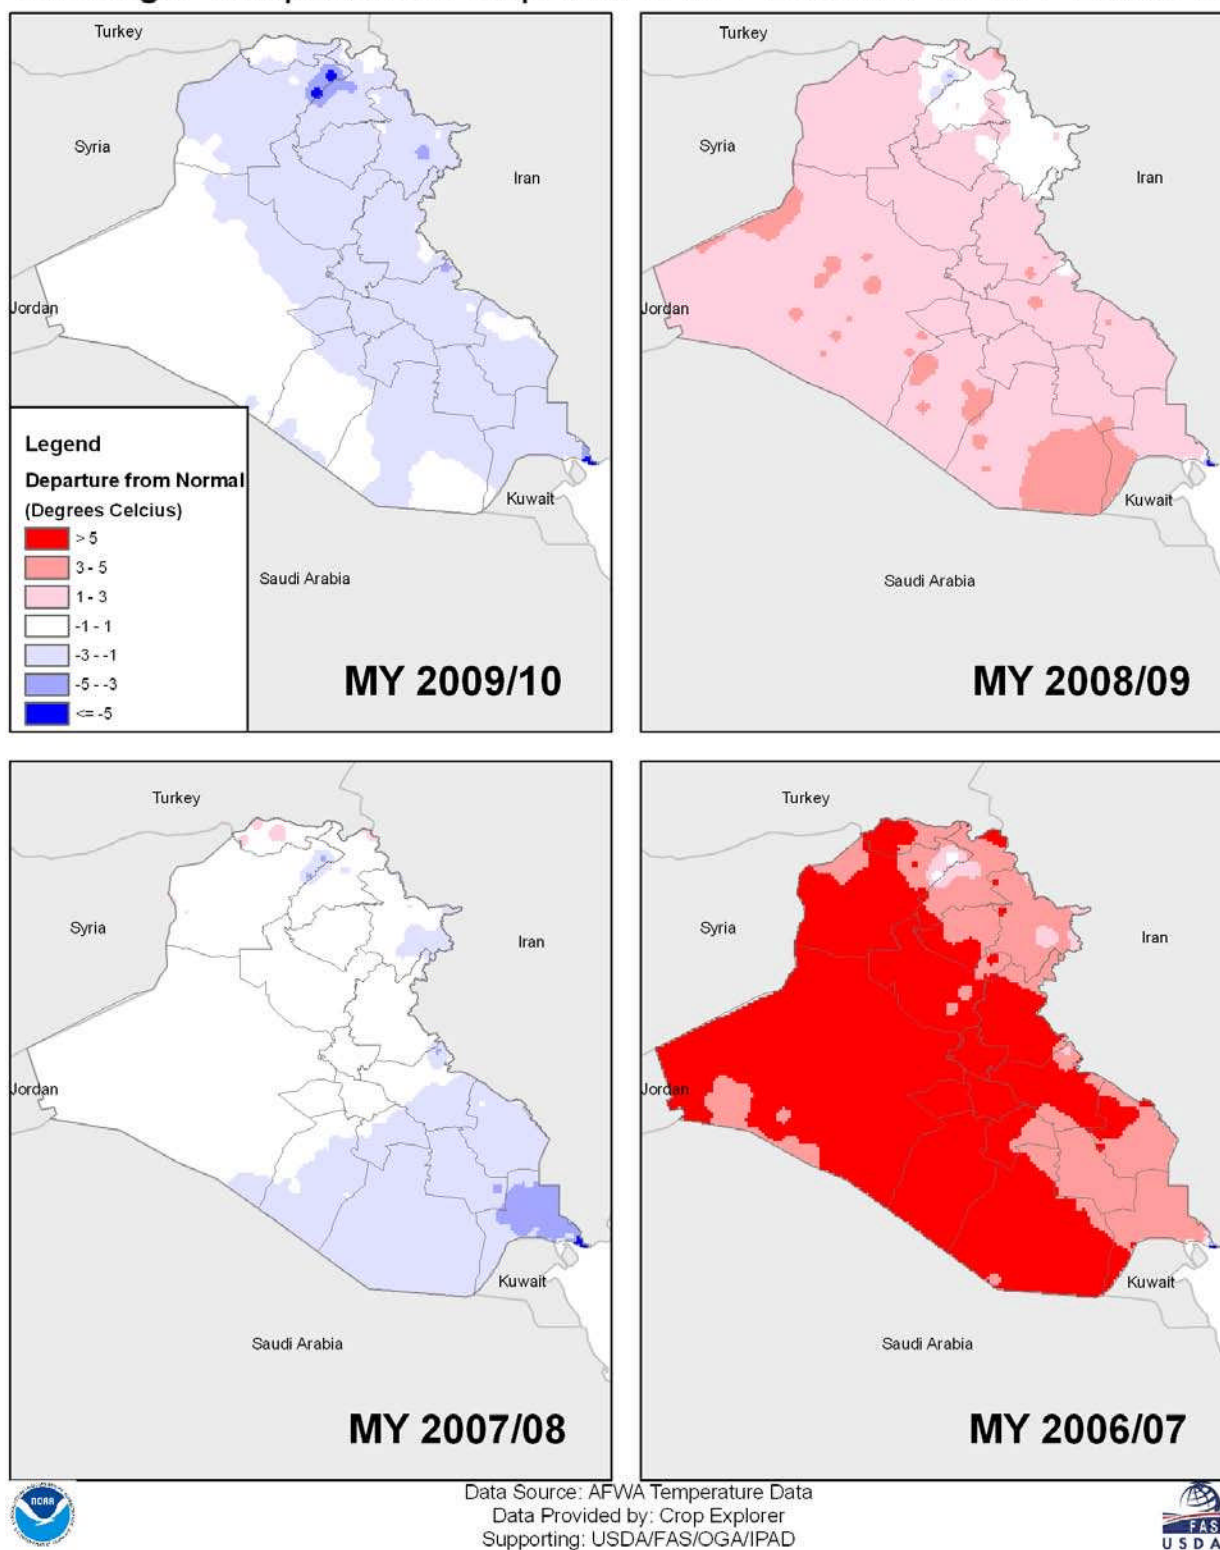 Turkey
Syria
Iran
Jordan
Kuwait
Saudi Arabia
Legend
Departure from Normal
(Degrees Celcius)
> 5
3 - 5
1 - 3
-1 - 1
-3 - -1
-5 - -3
<= -5
MY 2009/10
Turkey
Syria
Iran
Jordan
Kuwait
Saudi Arabia
MY 2008/09
Turkey
Syria
Iran
Jordan
Kuwait
Saudi Arabia
MY 2007/08
Turkey
Syria
Iran
Jordan
Kuwait
Saudi Arabia
MY 2006/07
NOAA
Data Source: AFWA Temperature Data
Data Provided by: Crop Explorer
Supporting: USDA/FAS/OGA/IPAD
FAS
USDA